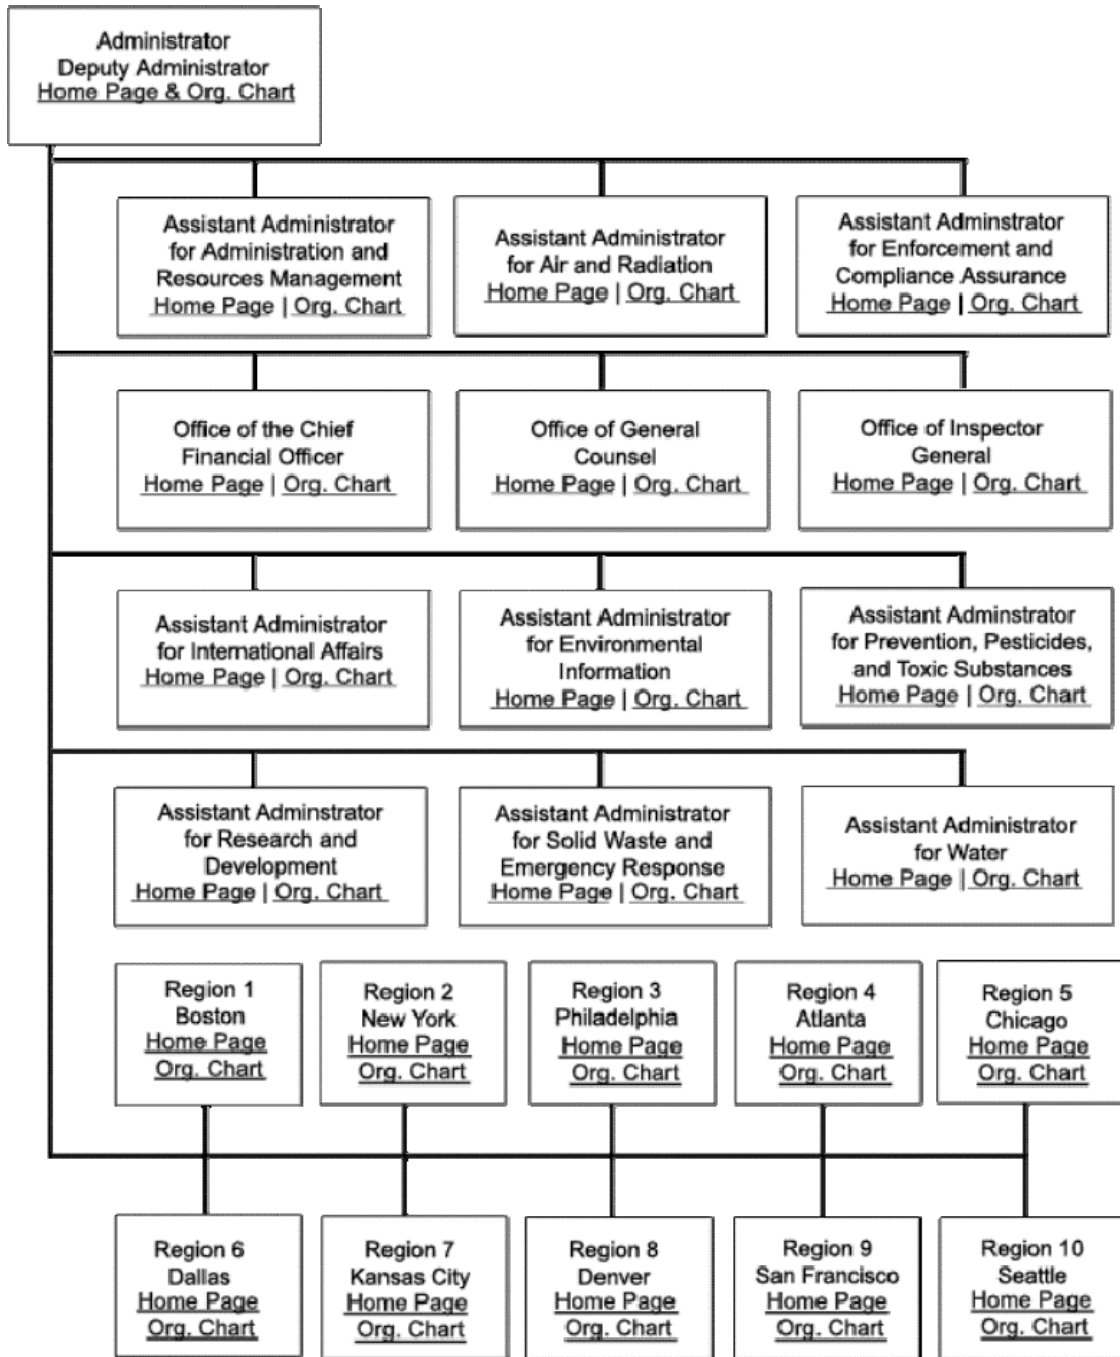 Administrator
Deputy Administrator
Home Page & Org. Chart
Assistant Administrator
for Administration and
Resources Management
Home Page | Org. Chart
Assistant Administrator
for Air and Radiation
Home Page | Org. Chart
Assistant Adminstrator
for Enforcement and
Compliance Assurance
Home Page | Org. Chart
Office of the Chief
Financial Officer
Home Page | Org. Chart
Office of General
Counsel
Home Page | Org. Chart
Office of Inspector
General
Home Page | Org. Chart
Assistant Administrator
for International Affairs
Home Page | Org. Chart
Assistant Administrator
for Environmental
Information
Home Page | Org. Chart
Assistant Adminstrator
for Prevention, Pesticides,
and Toxic Substances
Home Page | Org. Chart
Assistant Adminstrator
for Research and
Development
Home Page | Org. Chart
Assistant Administrator
for Solid Waste and
Emergency Response
Home Page | Org. Chart
Assistant Administrator
for Water
Home Page | Org. Chart
Region 1
Boston
Home Page
Org. Chart
Region 2
New York
Home Page
Org. Chart
Region 3
Philadelphia
Home Page
Org. Chart
Region 4
Atlanta
Home Page
Org. Chart
Region 5
Chicago
Home Page
Org. Chart
Region 6
Dallas
Home Page
Org. Chart
Region 7
Kansas City
Home Page
Org. Chart
Region 8
Denver
Home Page
Org. Chart
Region 9
San Francisco
Home Page
Org. Chart
Region 10
Seattle
Home Page
Org. Chart